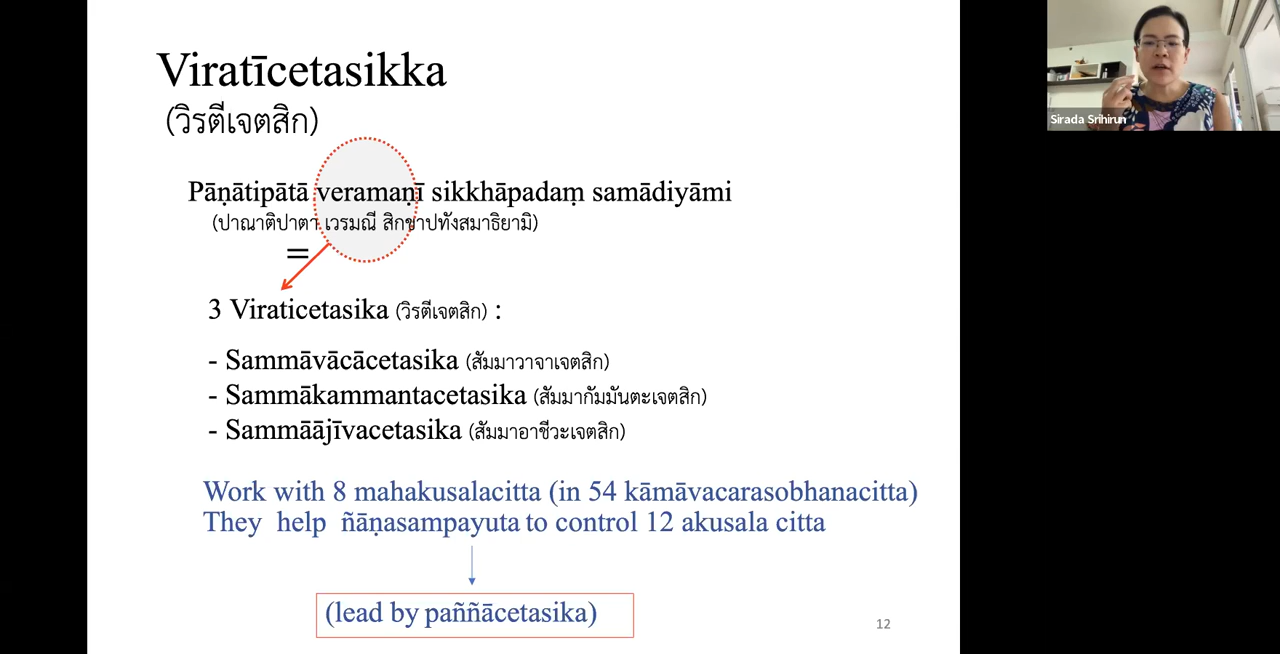 Viratīcetasikka
(วิรตีเจตสิก)
Pāṇātipātā veramaṇī sikkhāpadaṃ samādiyāmi
(ปาณาติปาตา เวรมณี สิกขาปทังสมาธิยามิ)
=
3 Viraticetasika (วิรตีเจตสิก) :
- Sammāvācācetasika (สัมมาวาจาเจตสิก)
- Sammākammantacetasika (สัมมากัมมันตะเจตสิก)
- Sammāājīvacetasika (สัมมาอาชีวะเจตสิก)
Work with 8 mahakusalacitta (in 54 kāmāvacarasobhanacitta)
They help ñāṇasampayuta to control 12 akusala citta
(lead by paññācetasika)
12
Sirada Srihirun